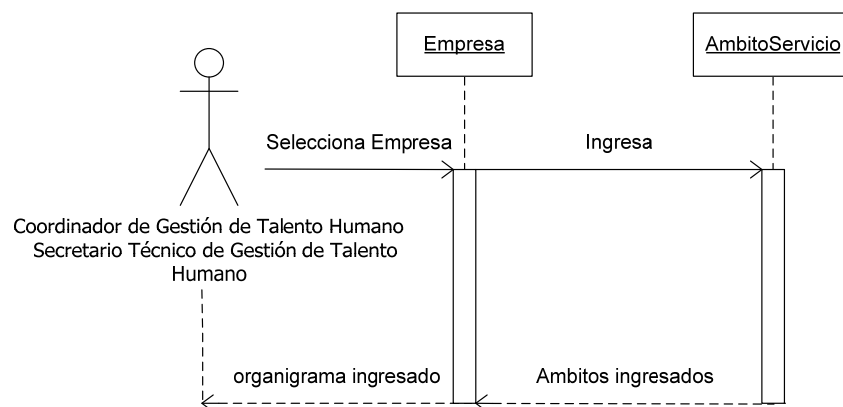 Empresa
AmbitoServicio
Selecciona Empresa
Ingresa
Coordinador de Gestión de Talento Humano
Secretario Técnico de Gestión de Talento
Humano
organigrama ingresado
Ambitos ingresados